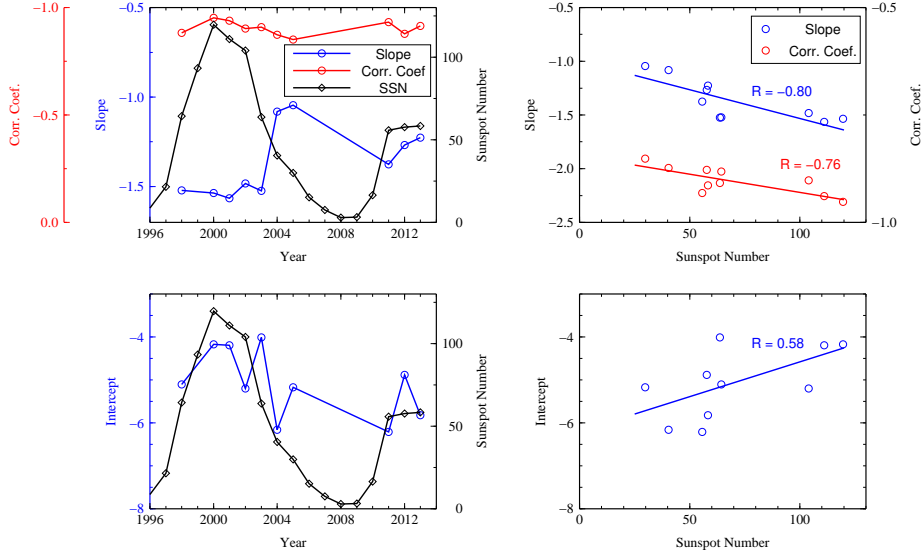 −1.0
−0.5
0.0
Corr. Coef.
−0.5
−1.0
−1.5
Slope
Slope
Corr. Coef
SSN
100
50
0
Sunspot Number
1996
2000
2004
2008
2012
Year
−0.5
−1.0
−1.5
−2.0
−2.5
Slope
Slope
Corr. Coef.
R = −0.80
R = −0.76
−0.5
−1.0
Corr. Coef.
0
50
100
Sunspot Number
−4
−6
−8
Intercept
100
50
0
Sunspot Number
1996
2000
2004
2008
2012
Year
−4
−6
−8
Intercept
R = 0.58
0
50
100
Sunspot Number